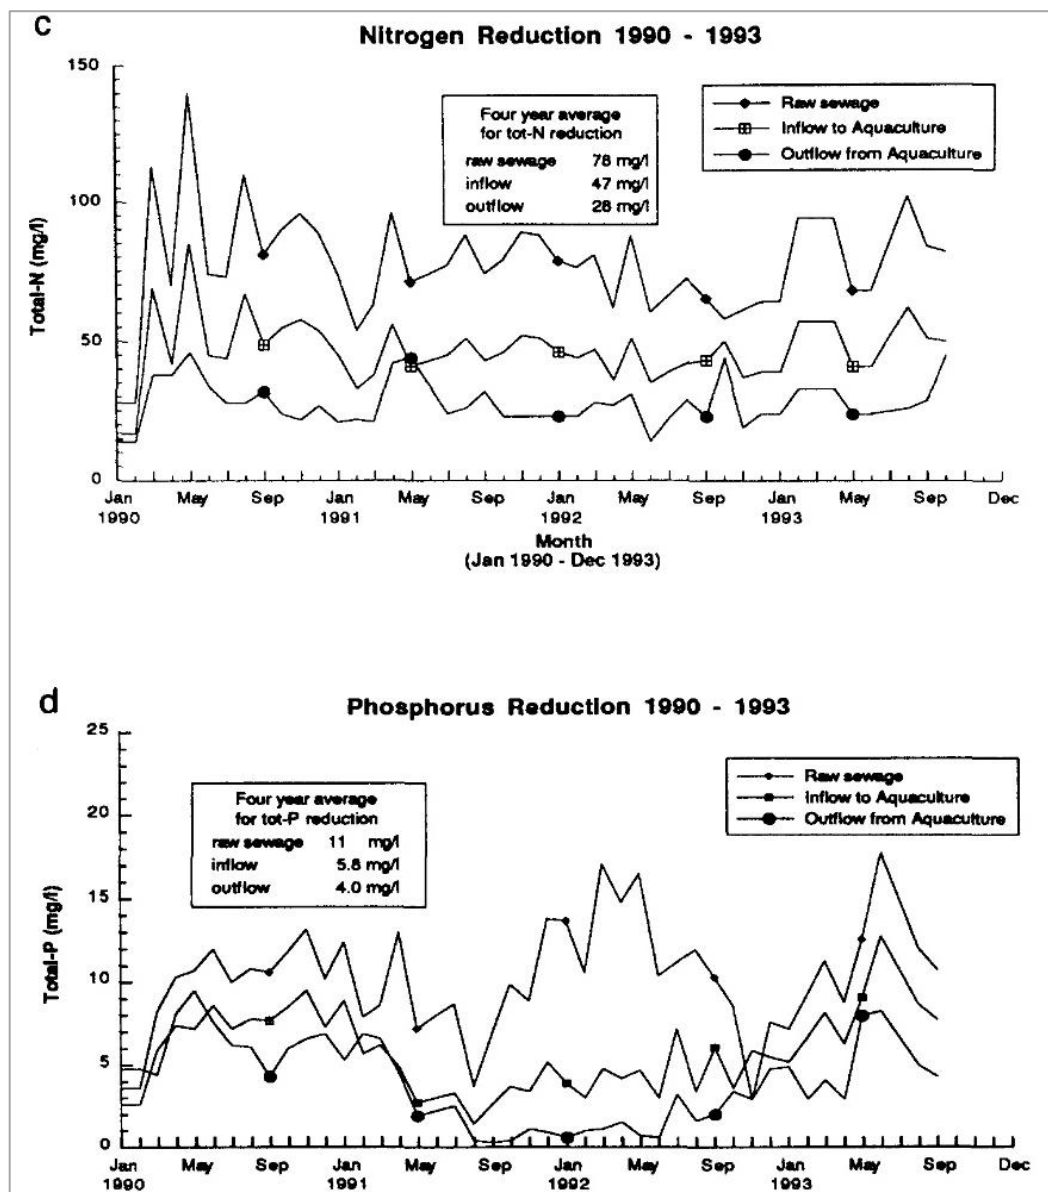 c
Nitrogen Reduction 1990 - 1993
150
100
50
0
Total-N (mg/l)
Four year average
for tot-N reduction
raw sewage 78 mg/l
inflow 47 mg/l
outflow 28 mg/l
Raw sewage
Inflow to Aquaculture
Outflow from Aquaculture
Jan May Sep Jan May Sep Jan May Sep Jan May Sep Dec
1990 1991 1992 1993
Month
(Jan 1990 - Dec 1993)
d
Phosphorus Reduction 1990 - 1993
25
20
15
10
5
0
Total-P (mg/l)
Four year average
for tot-P reduction
raw sewage 11 mg/l
inflow 5.8 mg/l
outflow 4.0 mg/l
Raw sewage
Inflow to Aquaculture
Outflow from Aquaculture
Jan May Sep Jan May Sep Jan May Sep Jan May Sep Dec
1990 1991 1992 1993